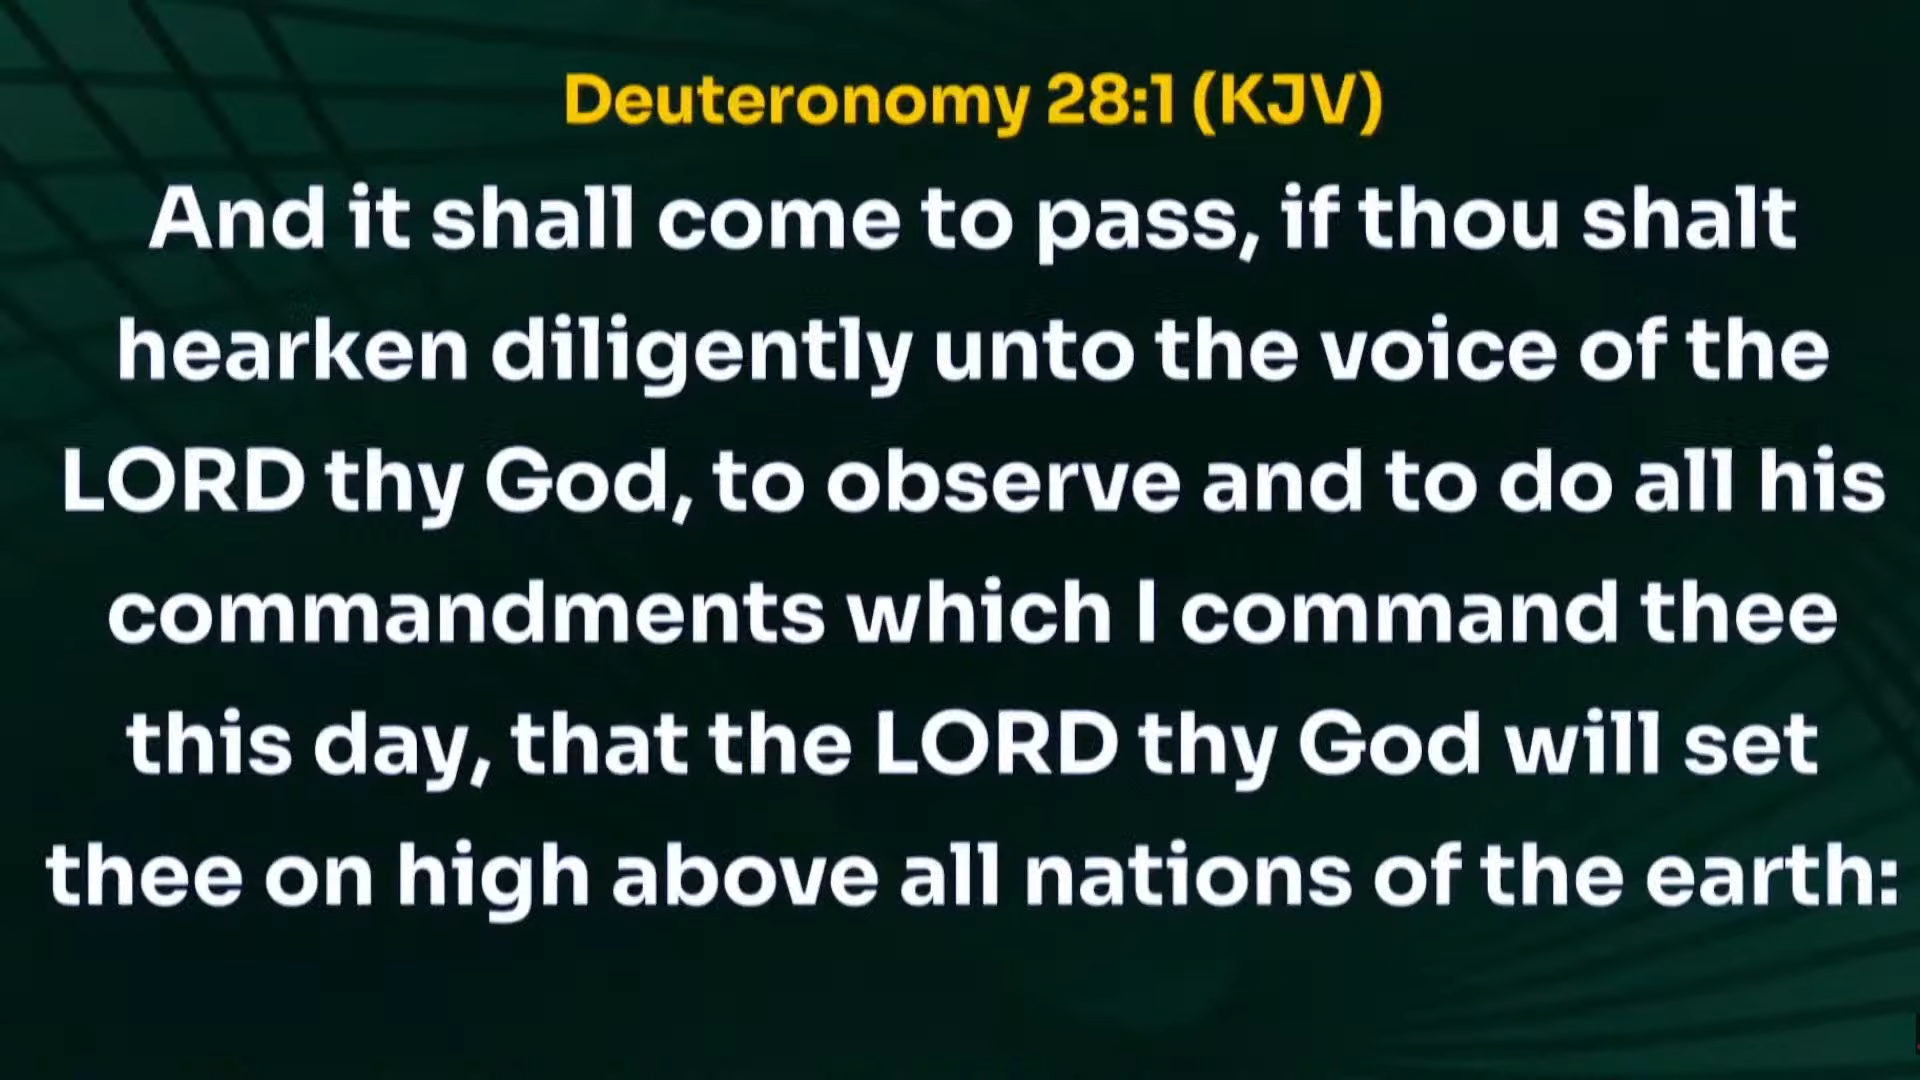 Deuteronomy 28:1 (KJV)
And it shall come to pass, if thou shalt
hearken diligently unto the voice of the
LORD thy God, to observe and to do all his
commandments which I command thee
this day, that the LORD thy God will set
thee on high above all nations of the earth: